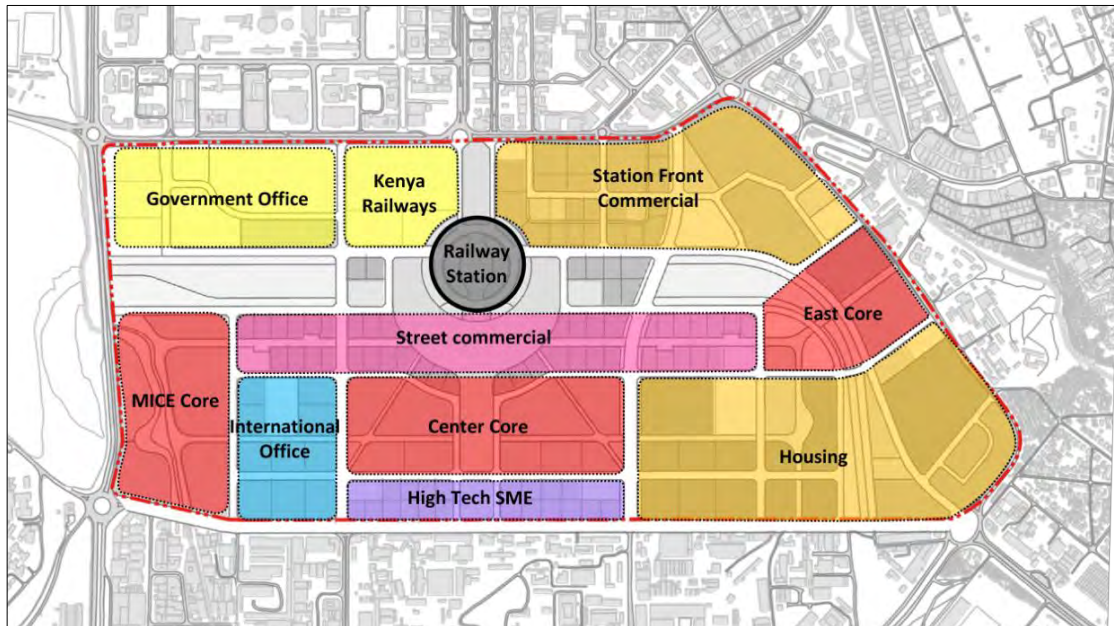 Government Office
Kenya
Railways
Station Front
Commercial
Railway
Station
East Core
Street commercial
MICE Core
International
Office
Center Core
Housing
High Tech SME